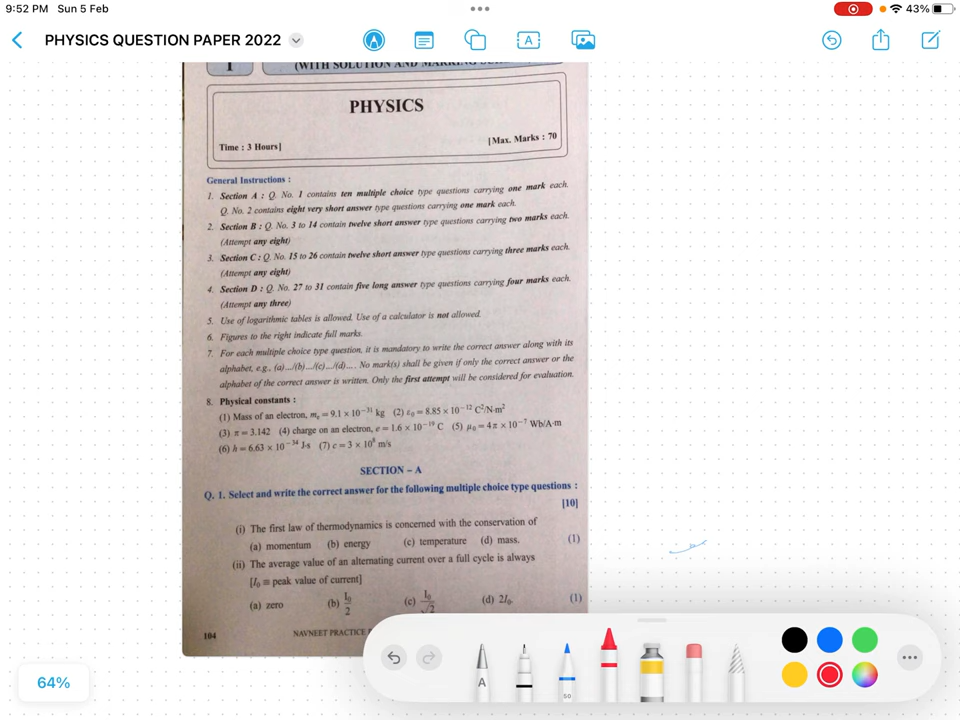 9:52 PM Sun 5 Feb
43%
PHYSICS QUESTION PAPER 2022
1 (WITH SOLUTION AND MARKING
PHYSICS
Time : 3 Hours] [Max. Marks : 70
General Instructions :
1. Section A : Q. No. 1 contains ten multiple choice type questions carrying one mark each.
Q. No. 2 contains eight very short answer type questions carrying one mark each.
2. Section B : Q. No. 3 to 14 contain twelve short answer type questions carrying two marks each.
(Attempt any eight)
3. Section C : Q. No. 15 to 26 contain twelve short answer type questions carrying three marks each.
(Attempt any eight)
4. Section D : Q. No. 27 to 31 contain five long answer type questions carrying four marks each.
(Attempt any three)
5. Use of logarithmic tables is allowed. Use of a calculator is not allowed.
6. Figures to the right indicate full marks.
7. For each multiple choice type question, it is mandatory to write the correct answer along with its
alphabet, e.g., (a).../(b).../(c).../(d).... No mark(s) shall be given if only the correct answer or the
alphabet of the correct answer is written. Only the first attempt will be considered for evaluation.
8. Physical constants :
(1) Mass of an electron, mₑ = 9.1 × 10⁻³¹ kg (2) ε₀ = 8.85 × 10⁻¹² C²/N·m²
(3) π = 3.142 (4) charge on an electron, e = 1.6 × 10⁻¹⁹ C (5) μ₀ = 4π × 10⁻⁷ Wb/A·m
(6) h = 6.63 × 10⁻³⁴ J·s (7) c = 3 × 10⁸ m/s
SECTION – A
Q. 1. Select and write the correct answer for the following multiple choice type questions :
[10]
(i) The first law of thermodynamics is concerned with the conservation of
(a) momentum (b) energy (c) temperature (d) mass. (1)
(ii) The average value of an alternating current over a full cycle is always
[I₀ ≡ peak value of current]
(a) zero (b) I₀/2 (c) I₀/√2 (d) 2I₀. (1)
104 NAVNEET PRACTICE
64%
A
50